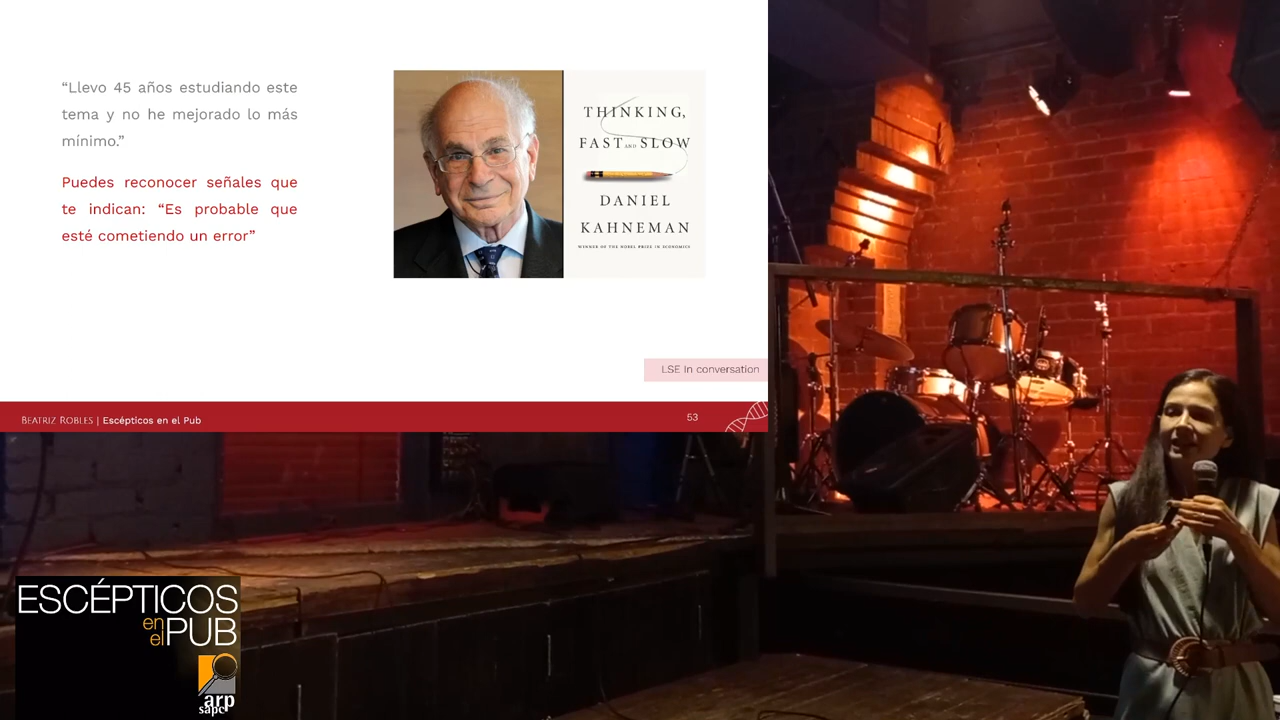 “Llevo 45 años estudiando este
tema y no he mejorado lo más
mínimo.”
Puedes reconocer señales que
te indican: “Es probable que
esté cometiendo un error”
THINKING,
FAST AND SLOW
DANIEL
KAHNEMAN
WINNER OF THE NOBEL PRIZE IN ECONOMICS
LSE In conversation
BEATRIZ ROBLES | Escépticos en el Pub
53
ESCÉPTICOS
en
el PUB
arp
sapc